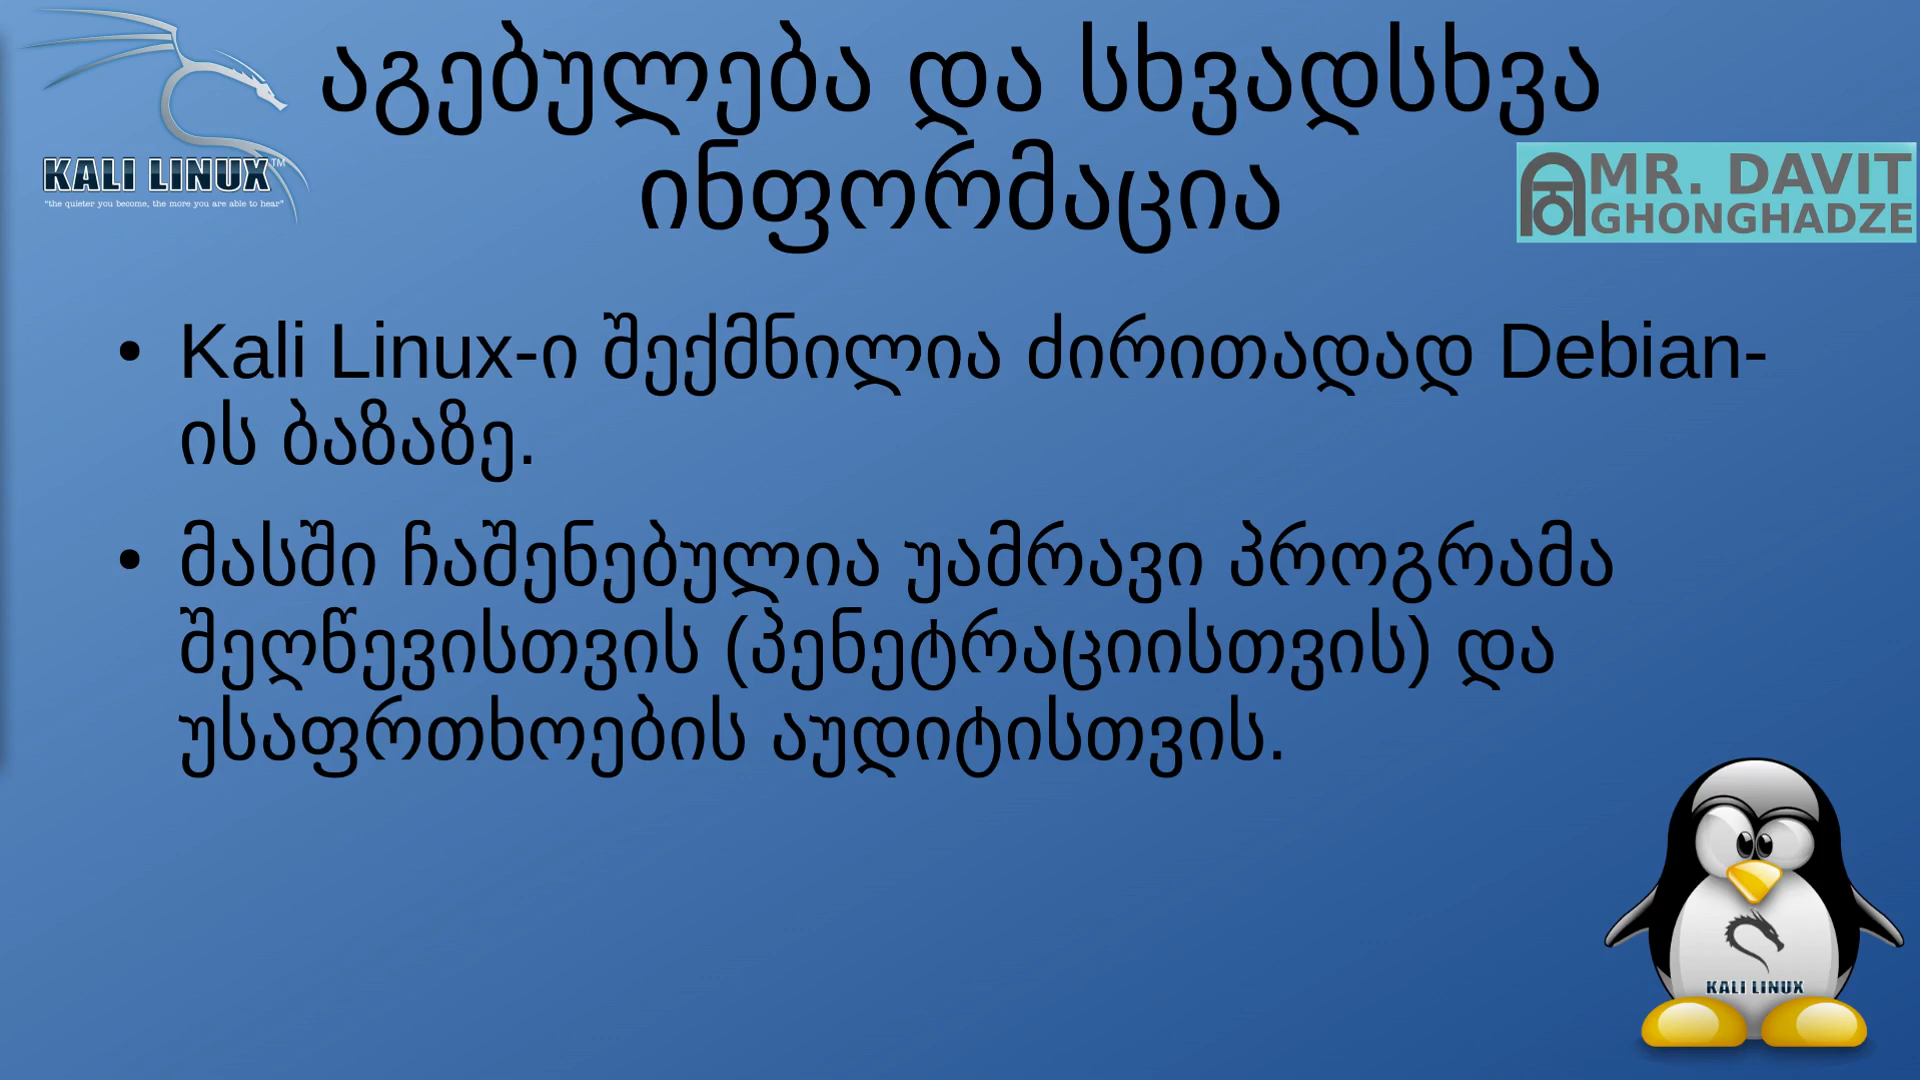 აგებულება და სხვადსხვა
ინფორმაცია
KALI LINUX™
"the quieter you become, the more you are able to hear"
MR. DAVIT
GHONGHADZE
• Kali Linux-ი შექმნილია ძირითადად Debian-
ის ბაზაზე.
• მასში ჩაშენებულია უამრავი პროგრამა
შეღწევისთვის (პენეტრაციისთვის) და
უსაფრთხოების აუდიტისთვის.
KALI LINUX